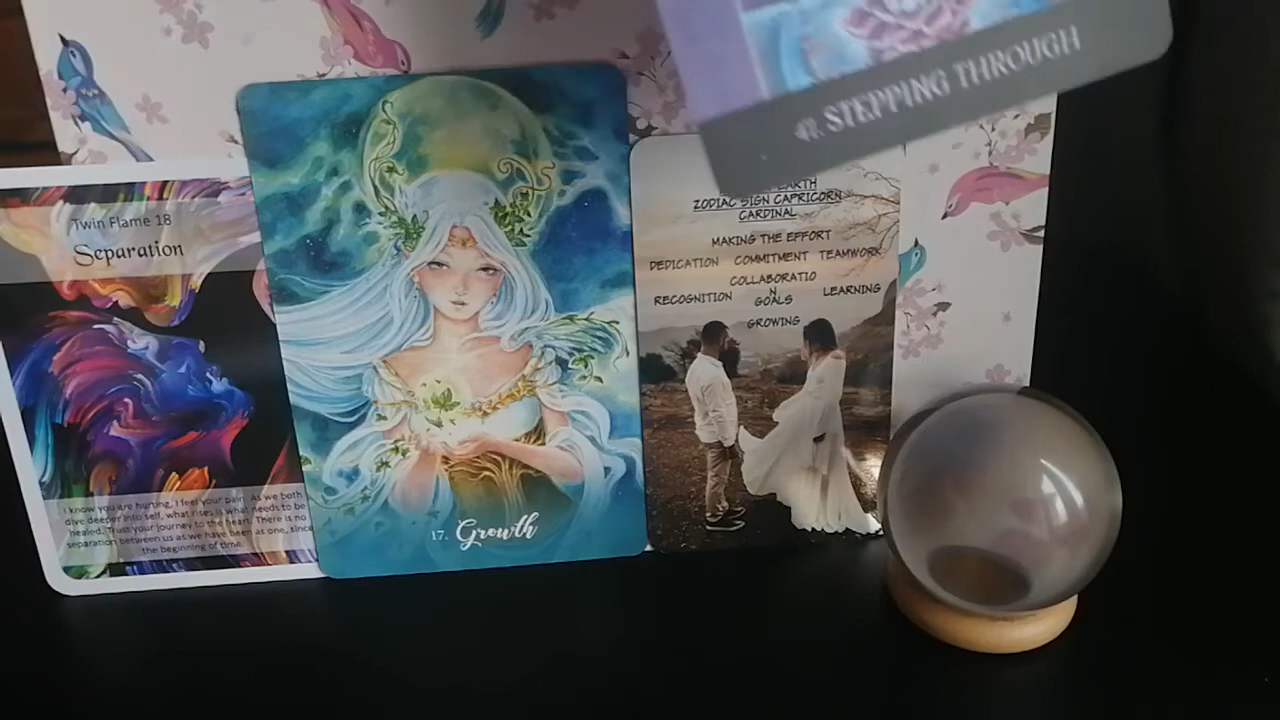 STEPPING THROUGH
Twin Flame 18
Separation
I know you are hurting, I feel your pain. As we both
dive deeper into self, what rises is what needs to be
healed. Trust your journey to the heart. There is no
separation between us as we have been as one, since
the beginning of time.
17. Growth
EARTH
ZODIAC SIGN CAPRICORN
CARDINAL
MAKING THE EFFORT
DEDICATION COMMITMENT TEAMWORK
COLLABORATIO
N
RECOGNITION GOALS LEARNING
GROWING